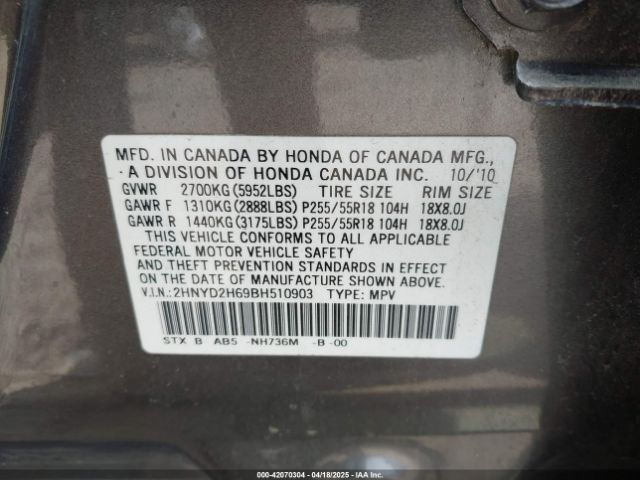 MFD. IN CANADA BY HONDA OF CANADA MFG.,
A DIVISION OF HONDA CANADA INC. 10/'10
GVWR 2700KG(5952LBS) TIRE SIZE RIM SIZE
GAWR F 1310KG(2888LBS) P255/55R18 104H 18X8.0J
GAWR R 1440KG(3175LBS) P255/55R18 104H 18X8.0J
THIS VEHICLE CONFORMS TO ALL APPLICABLE
FEDERAL MOTOR VEHICLE SAFETY
AND THEFT PREVENTION STANDARDS IN EFFECT
ON THE DATE OF MANUFACTURE SHOWN ABOVE.
V.I.N.:2HNYD2H69BH510903 TYPE: MPV
STX B AB5 -NH736M -B-00
000-42070304 - 04/18/2025 - IAA Inc.